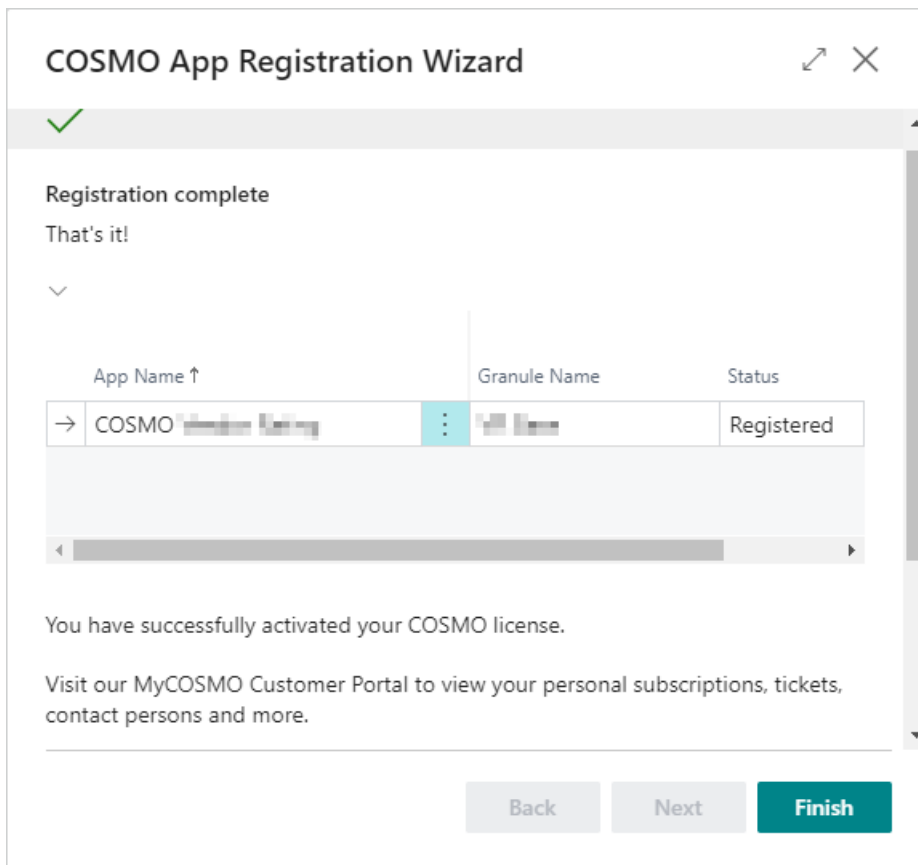 COSMO App Registration Wizard
Registration complete
That's it!
App Name ↑ Granule Name Status
COSMO Registered
You have successfully activated your COSMO license.
Visit our MyCOSMO Customer Portal to view your personal subscriptions, tickets,
contact persons and more.
Back Next Finish